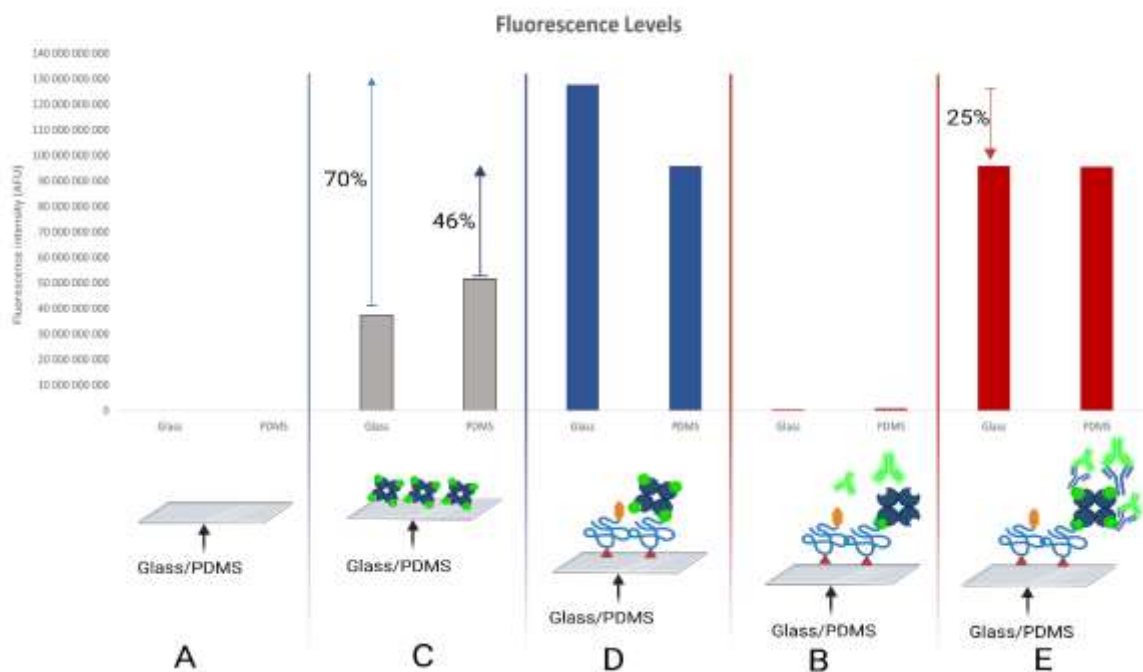 Fluorescence Levels
Fluorescence intensity (AFU)
140 000 000 000
130 000 000 000
120 000 000 000
110 000 000 000
100 000 000 000
90 000 000 000
80 000 000 000
70 000 000 000
60 000 000 000
50 000 000 000
40 000 000 000
30 000 000 000
20 000 000 000
10 000 000 000
0
70%
46%
25%
Glass PDMS Glass PDMS Glass PDMS Glass PDMS Glass PDMS
Glass/PDMS Glass/PDMS Glass/PDMS Glass/PDMS Glass/PDMS
A C D B E